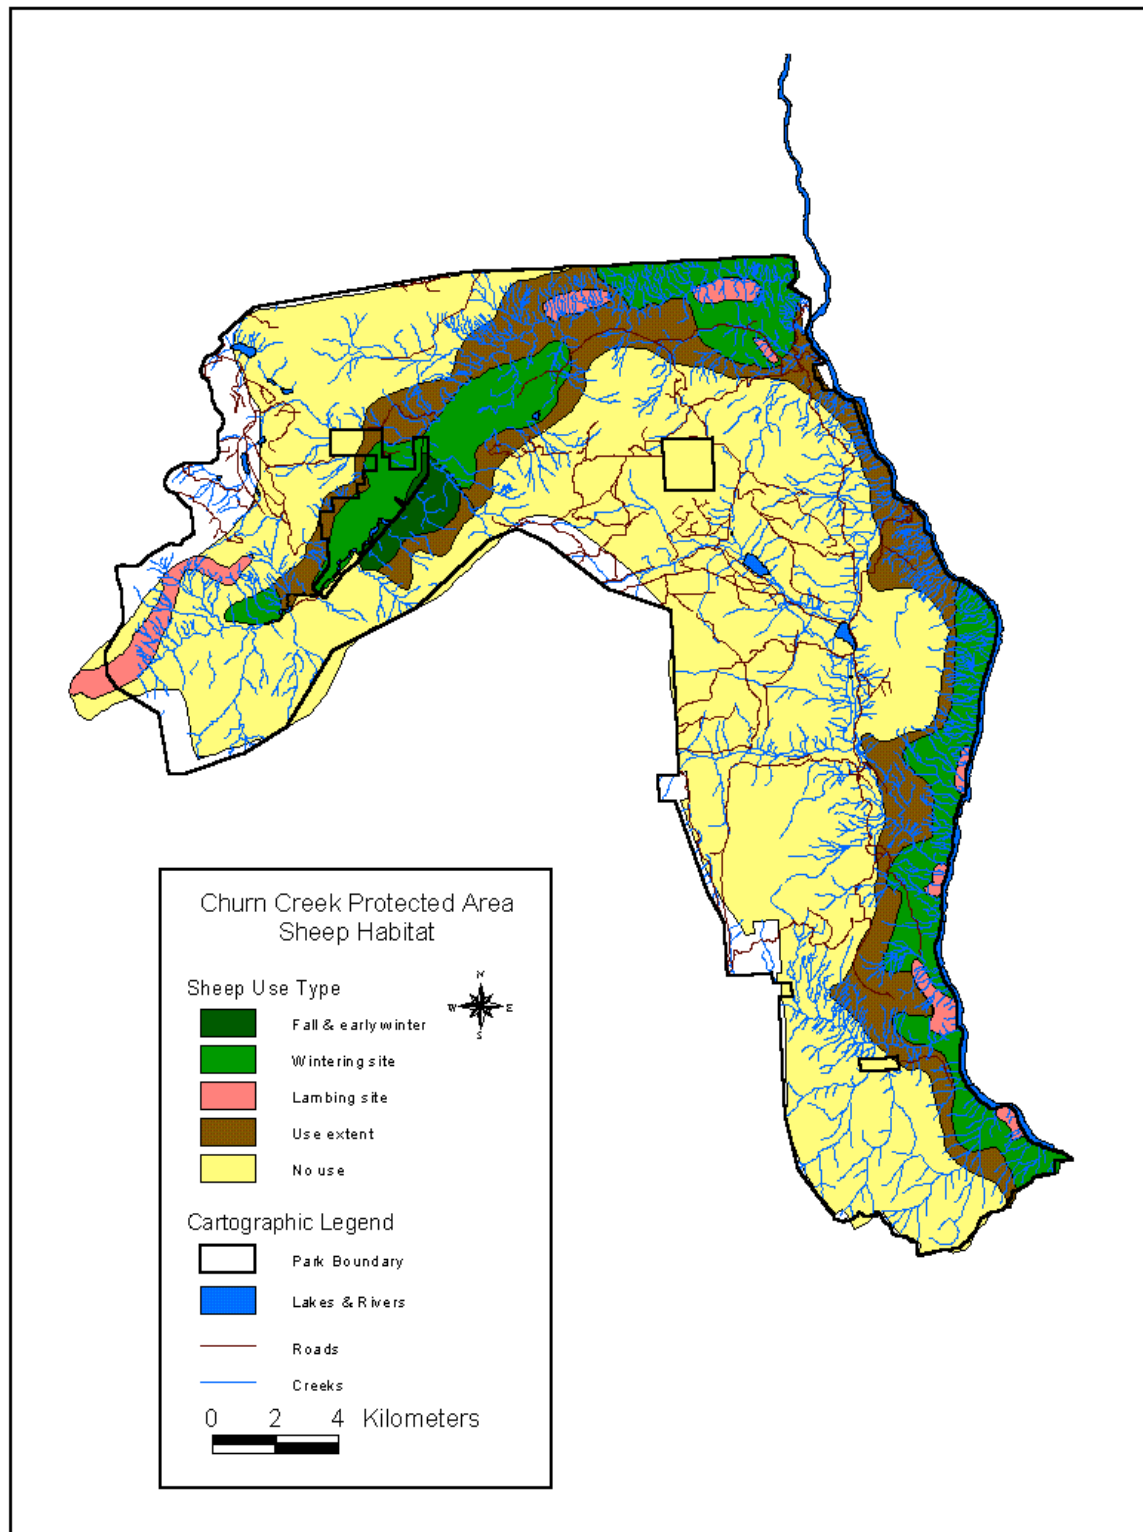 Churn Creek Protected Area
Sheep Habitat
Sheep Use Type
N
W E
S
Fall & early winter
Wintering site
Lambing site
Use extent
No use
Cartographic Legend
Park Boundary
Lakes & Rivers
Roads
Creeks
0 2 4 Kilometers